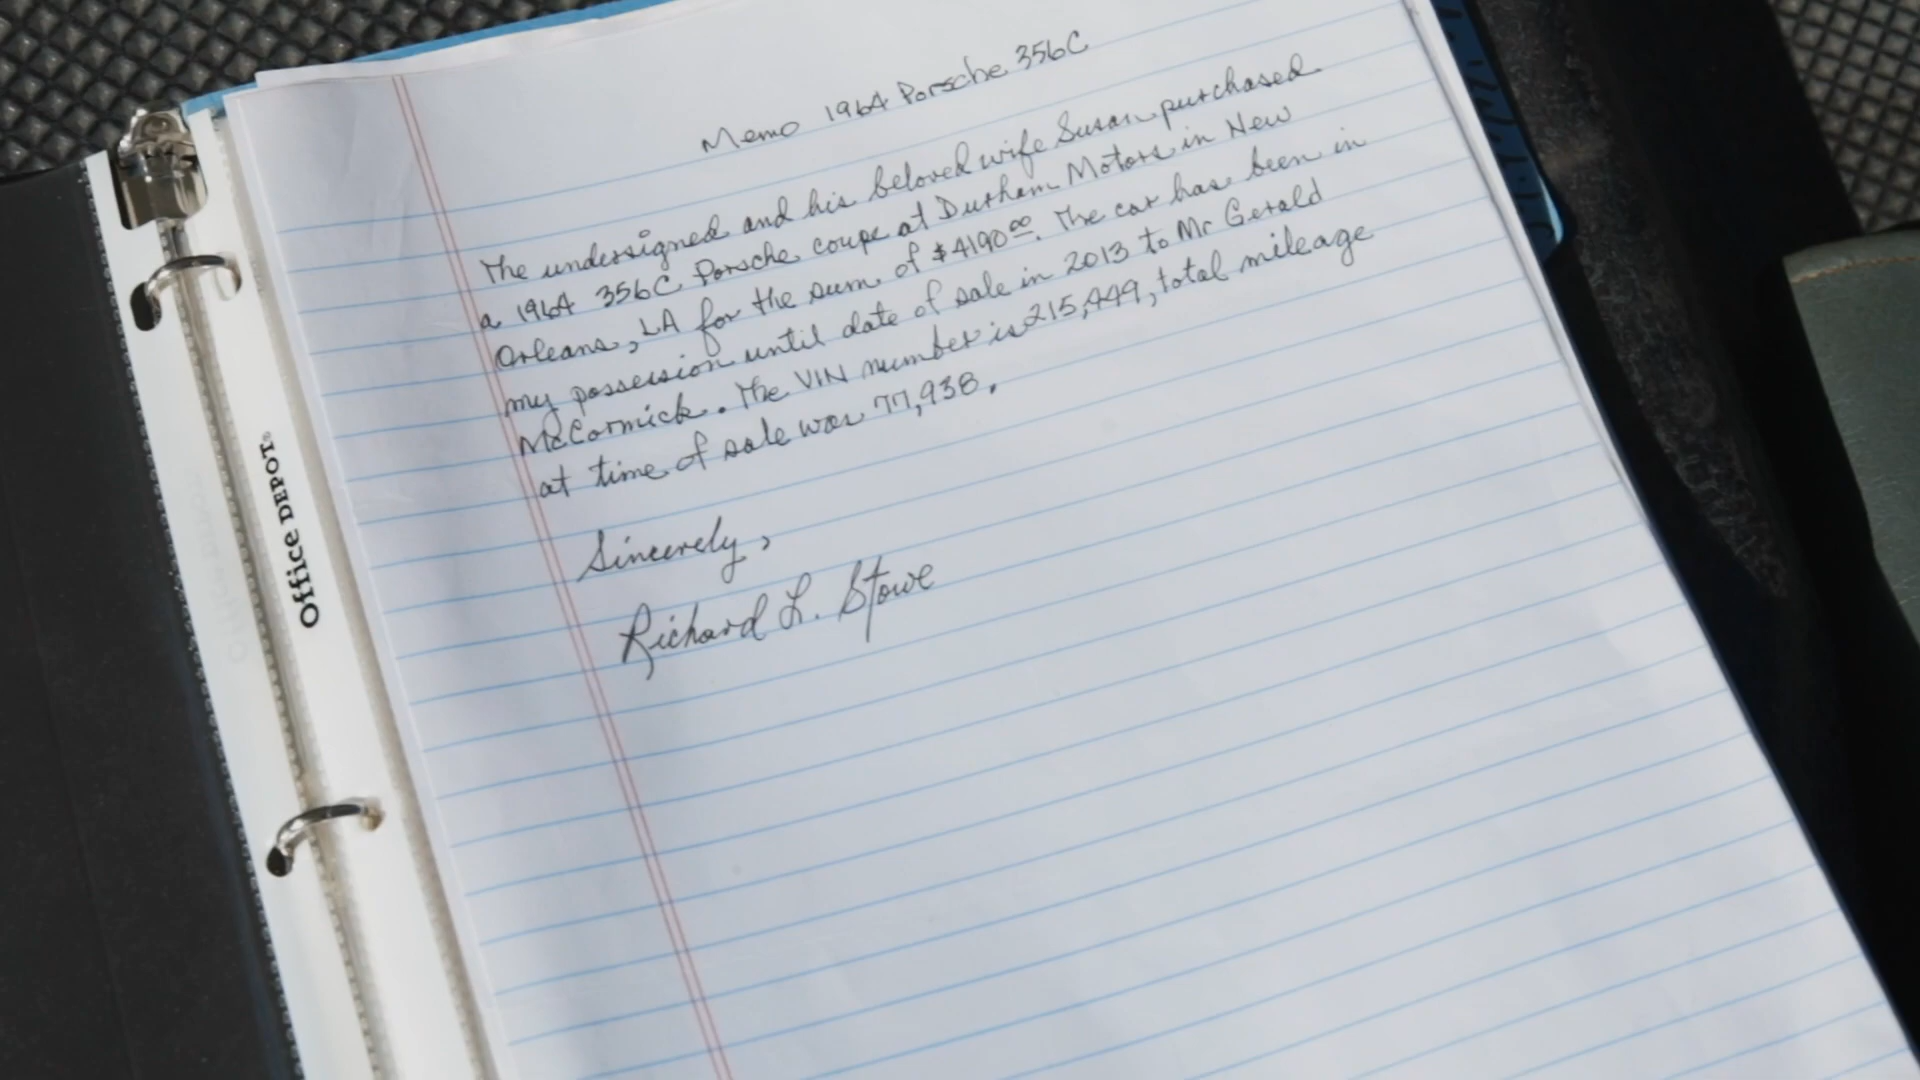 Memo 1964 Porsche 356C
The undersigned and his beloved wife Susan purchased
a 1964 356C Porsche coupe at Durham Motors in New
Orleans, LA for the sum of $4190.00. The car has been in
my possession until date of sale in 2013 to Mr Gerald
McCormick. The VIN number is 215,449, total mileage
at time of sale was 77,938.
Sincerely,
Richard L. Stowe
Office DEPOT